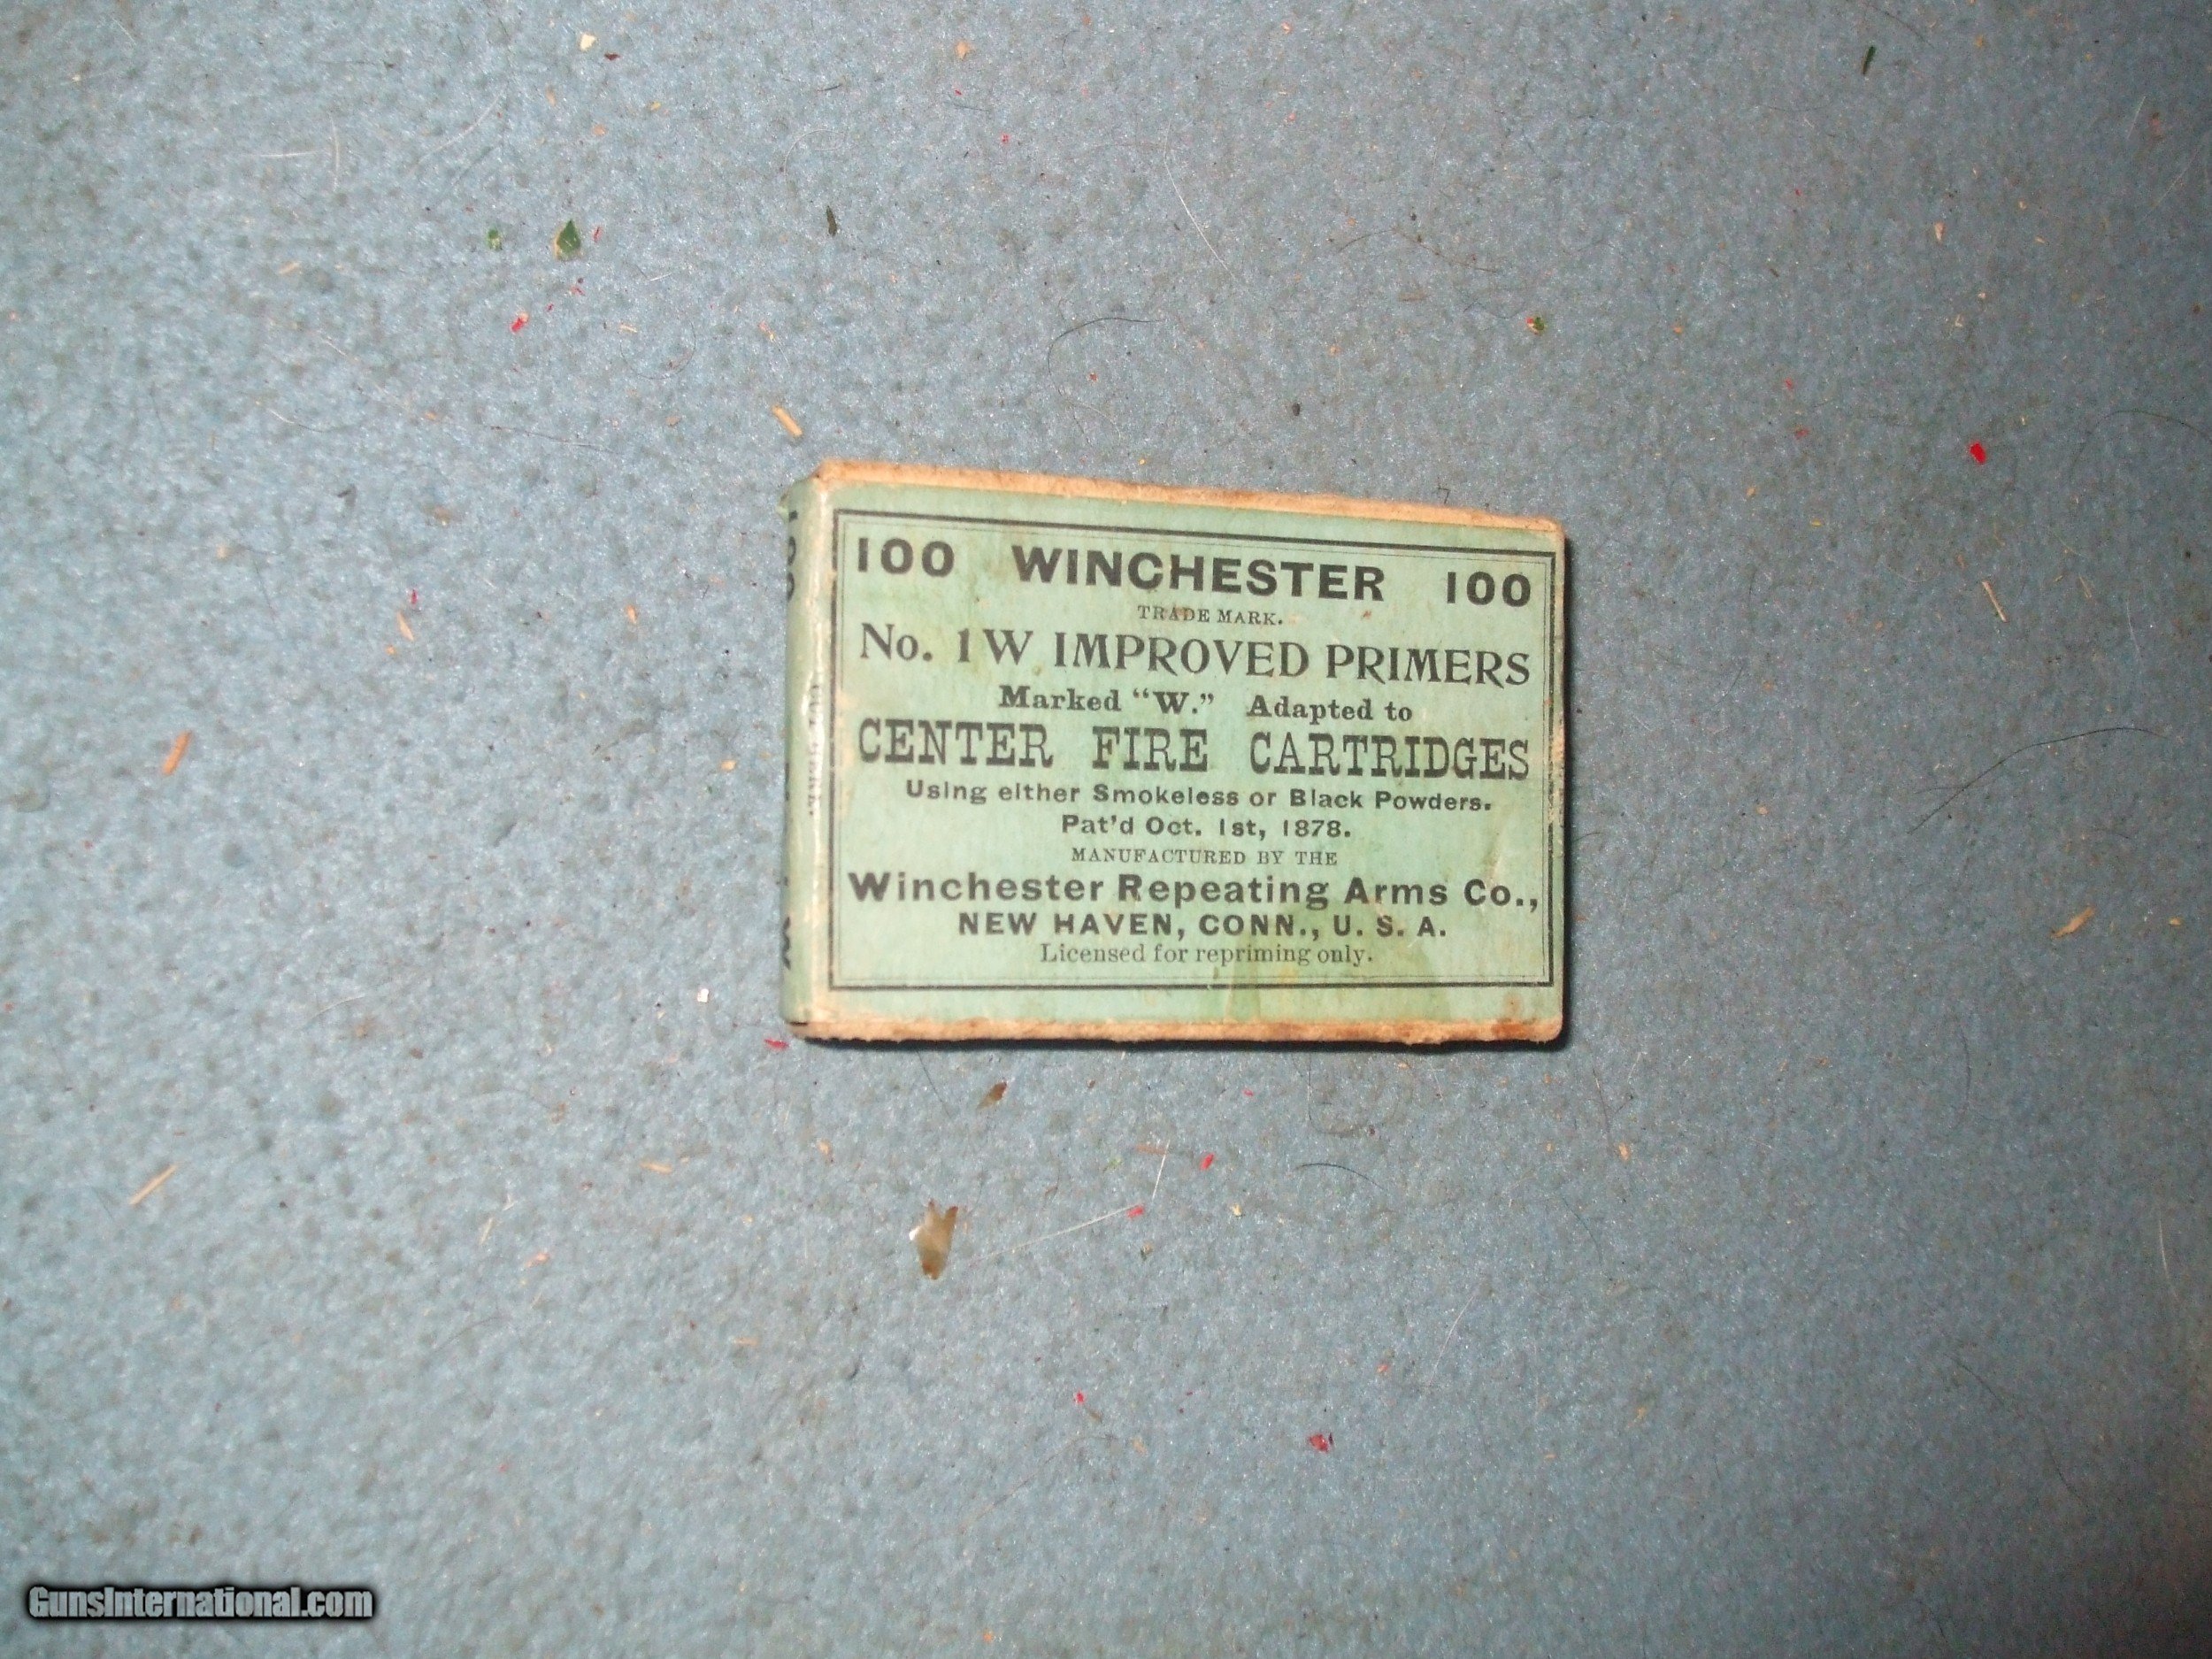 100 WINCHESTER 100
TRADE MARK.
No. 1W IMPROVED PRIMERS
Marked "W." Adapted to
CENTER FIRE CARTRIDGES
Using either Smokeless or Black Powders.
Pat'd Oct. 1st, 1878.
MANUFACTURED BY THE
Winchester Repeating Arms Co.,
NEW HAVEN, CONN., U. S. A.
Licensed for repriming only.
100
GunsInternational.com